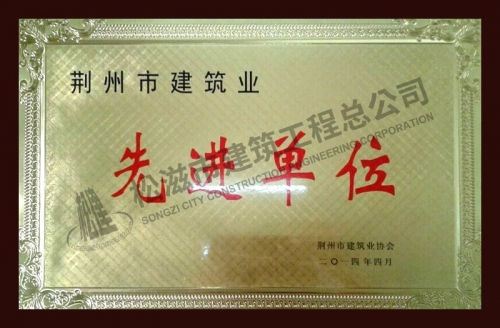 荆州市建筑业
先进单位
松滋市建筑工程总公司
SONGZI CITY CONSTRUCTION ENGINEERING CORPORATION
荆州市建筑业协会
二〇一四年四月